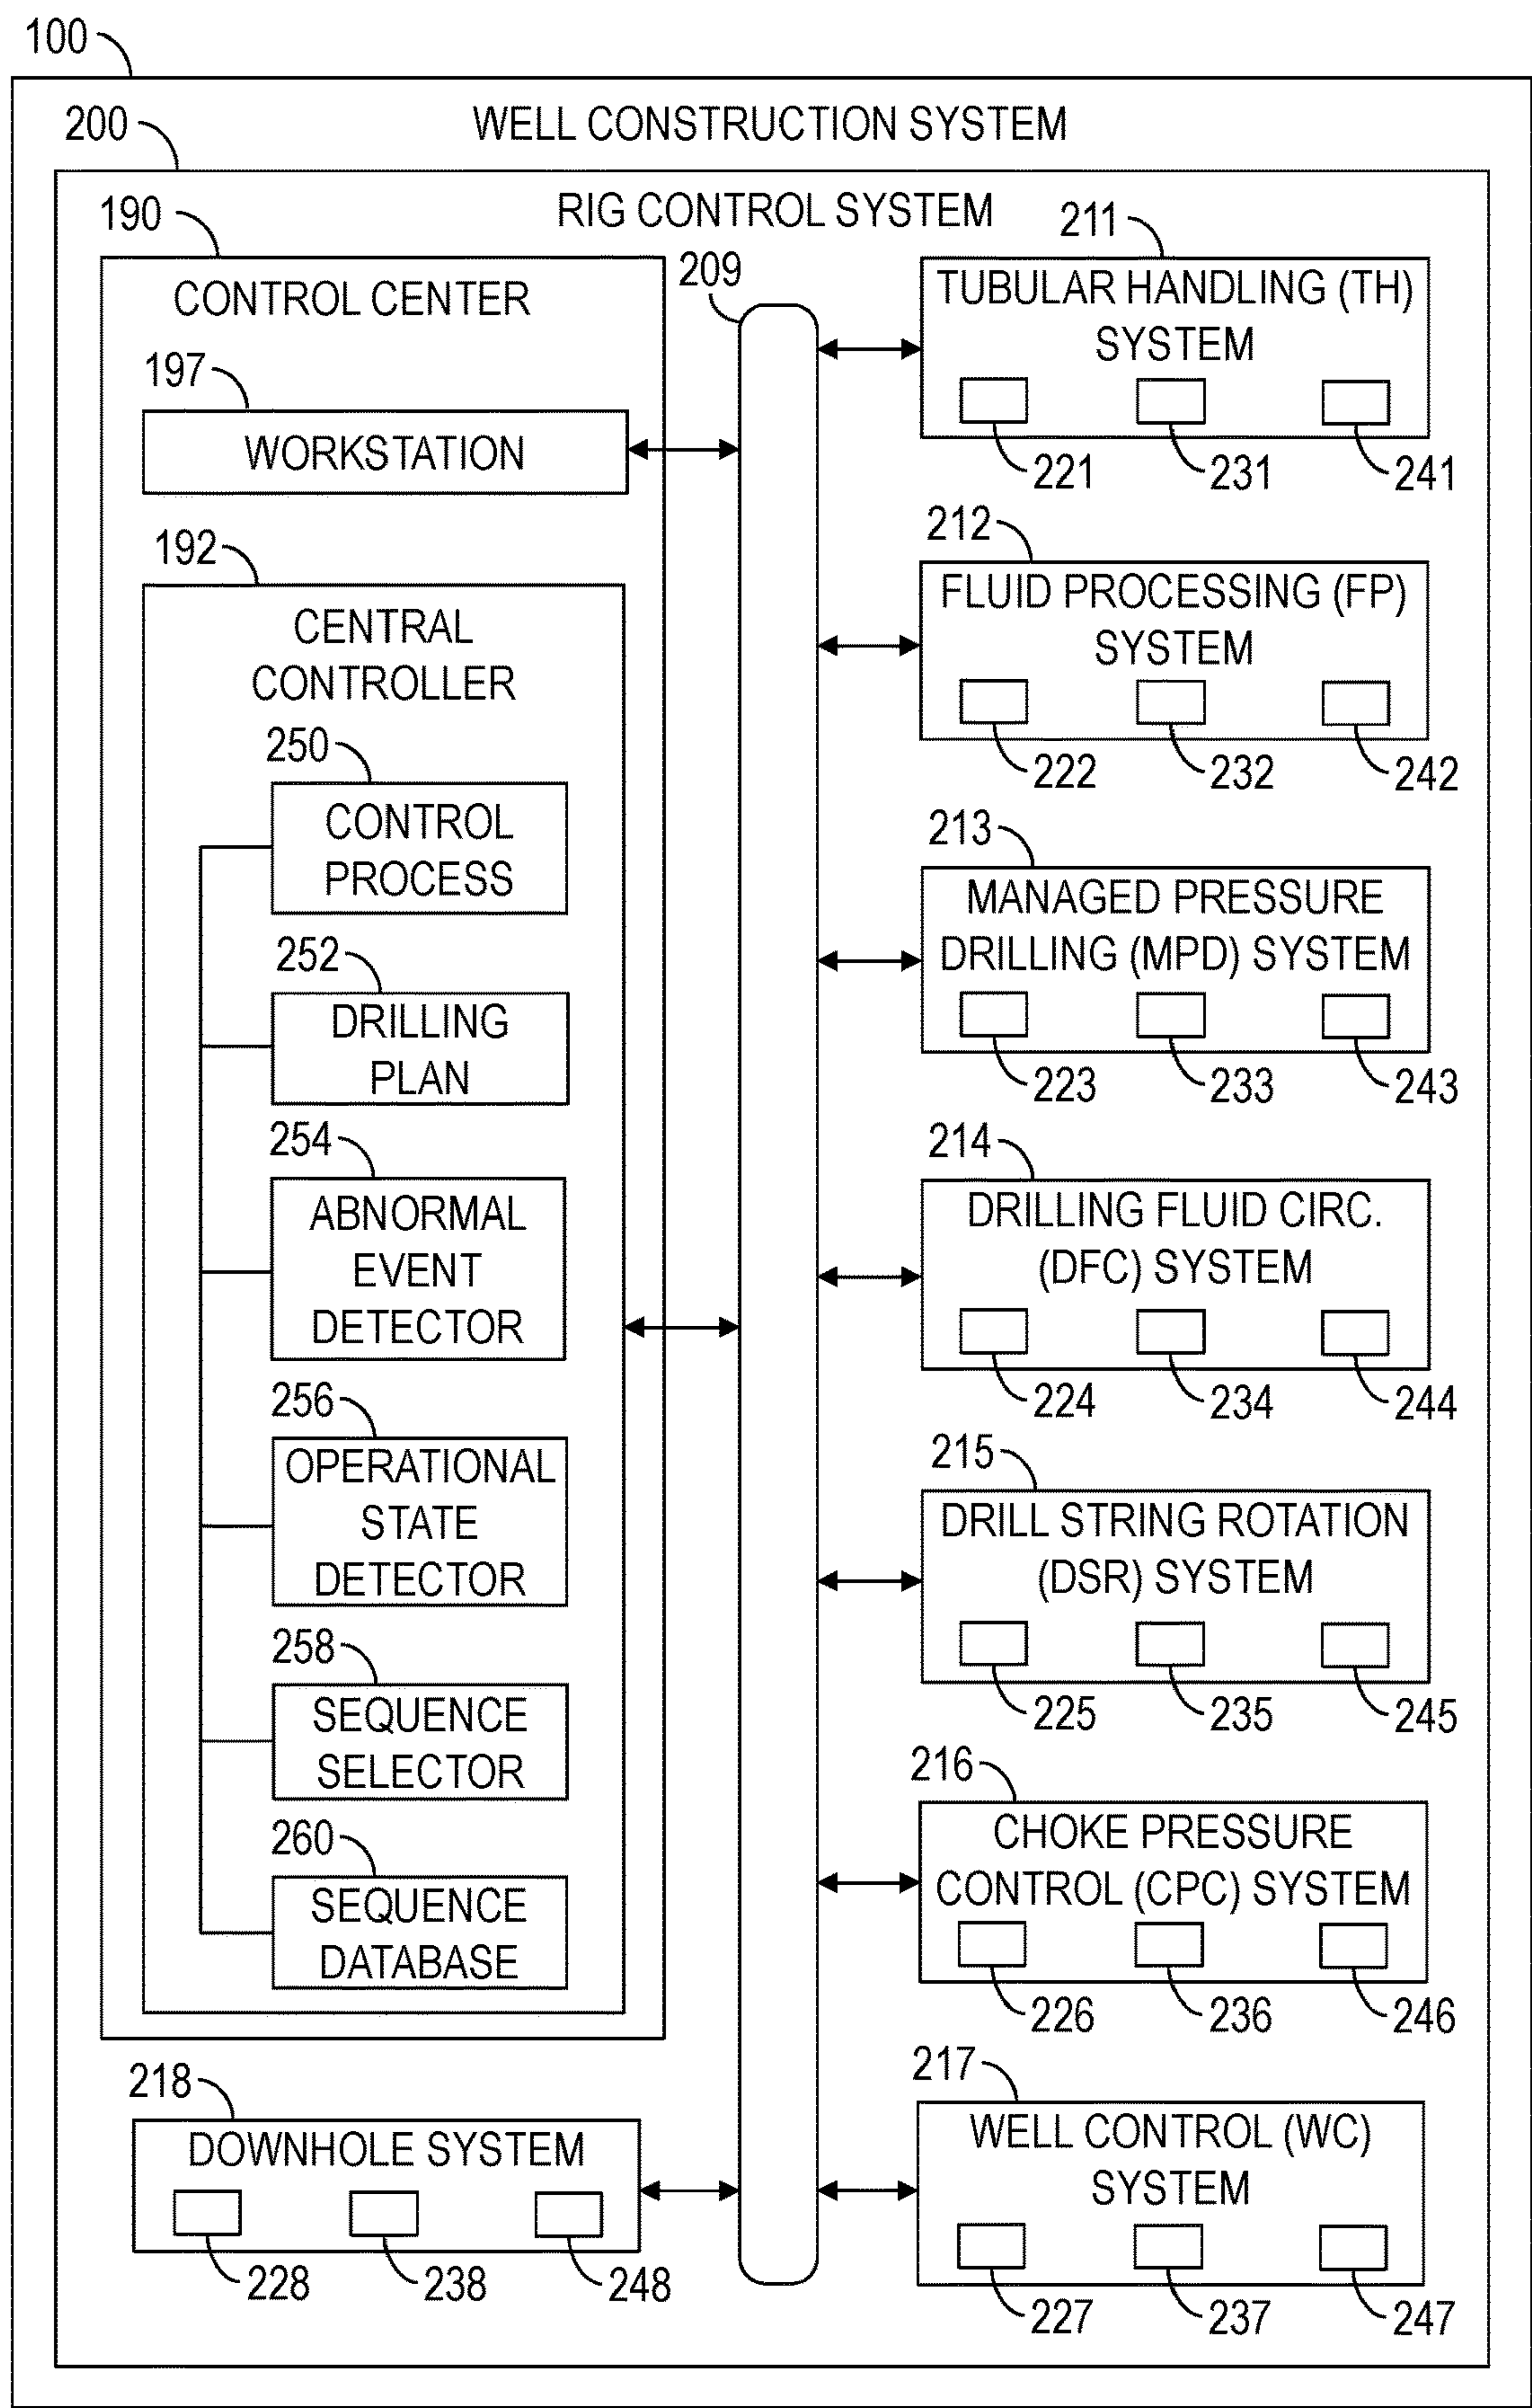 100
WELL CONSTRUCTION SYSTEM
200
RIG CONTROL SYSTEM
190
CONTROL CENTER
197
WORKSTATION
192
CENTRAL
CONTROLLER
250
CONTROL
PROCESS
252
DRILLING
PLAN
254
ABNORMAL
EVENT
DETECTOR
256
OPERATIONAL
STATE
DETECTOR
258
SEQUENCE
SELECTOR
260
SEQUENCE
DATABASE
218
DOWNHOLE SYSTEM
228 238 248
209
211
TUBULAR HANDLING (TH)
SYSTEM
221 231 241
212
FLUID PROCESSING (FP)
SYSTEM
222 232 242
213
MANAGED PRESSURE
DRILLING (MPD) SYSTEM
223 233 243
214
DRILLING FLUID CIRC.
(DFC) SYSTEM
224 234 244
215
DRILL STRING ROTATION
(DSR) SYSTEM
225 235 245
216
CHOKE PRESSURE
CONTROL (CPC) SYSTEM
226 236 246
217
WELL CONTROL (WC)
SYSTEM
227 237 247